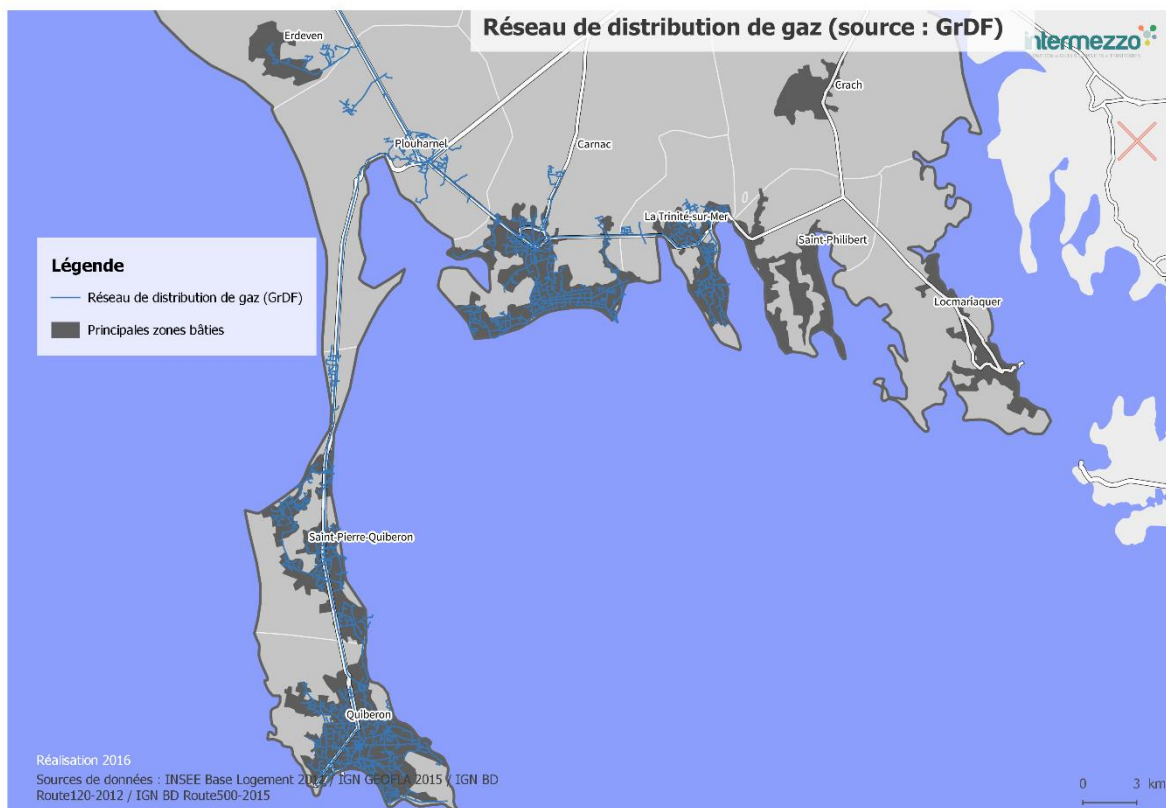 Réseau de distribution de gaz (source : GrDF)
intermezzo
Erdeven
Crach
Plouharnel
Carnac
La Trinité-sur-Mer
Saint-Philibert
Légende
Réseau de distribution de gaz (GrDF)
Principales zones bâties
Locmariaquer
Saint-Pierre-Quiberon
Quiberon
Réalisation 2016
Sources de données : INSEE Base Logement / IGN GEOFLA 2015 / IGN BD
Route120-2012 / IGN BD Route500-2015
0 3 km